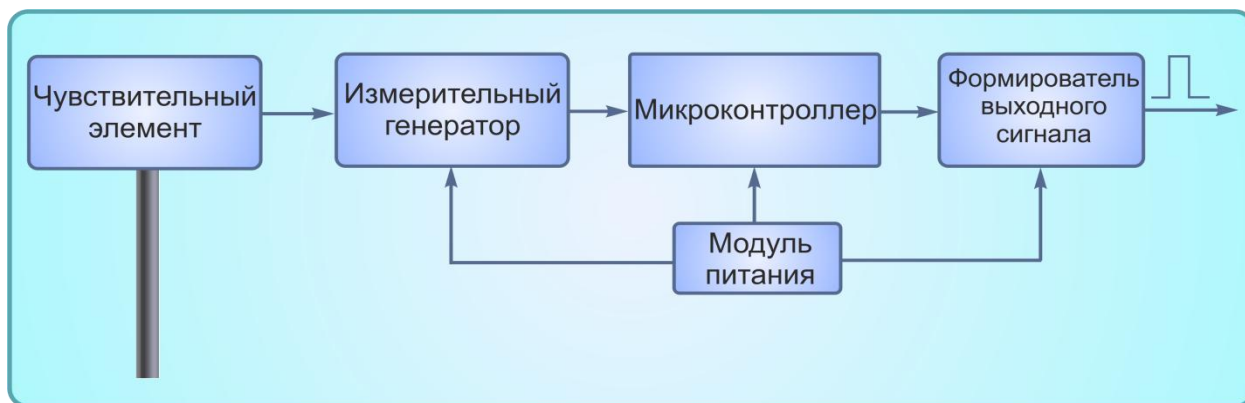 Чувствительный
элемент
Измерительный
генератор
Микроконтроллер
Формирователь
выходного
сигнала
Модуль
питания